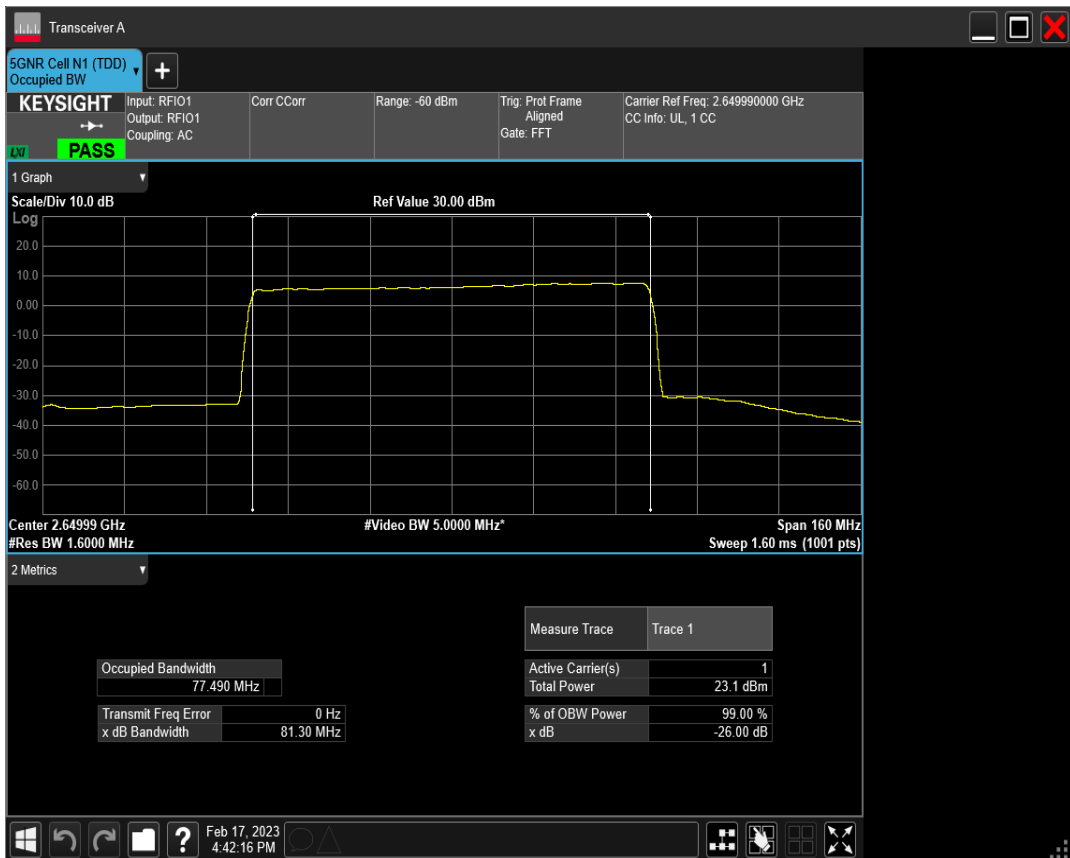 Transceiver A
5GNR Cell N1 (TDD)
Occupied BW
KEYSIGHT
LXI
PASS
Input: RFIO1
Output: RFIO1
Coupling: AC
Corr CCorr
Range: -60 dBm
Trig: Prot Frame
Aligned
Gate: FFT
Carrier Ref Freq: 2.649990000 GHz
CC Info: UL, 1 CC
1 Graph
Scale/Div 10.0 dB
Ref Value 30.00 dBm
Log
20.0
10.0
0.00
-10.0
-20.0
-30.0
-40.0
-50.0
-60.0
Center 2.64999 GHz
#Video BW 5.0000 MHz*
Span 160 MHz
#Res BW 1.6000 MHz
Sweep 1.60 ms (1001 pts)
2 Metrics
Measure Trace Trace 1
Occupied Bandwidth
77.490 MHz
Active Carrier(s) 1
Total Power 23.1 dBm
Transmit Freq Error 0 Hz
x dB Bandwidth 81.30 MHz
% of OBW Power 99.00 %
x dB -26.00 dB
?
Feb 17, 2023
4:42:16 PM